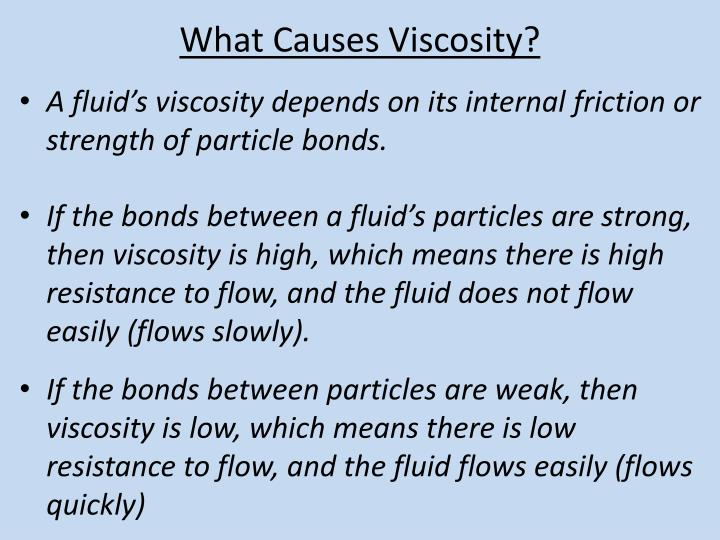 What Causes Viscosity?
• A fluid’s viscosity depends on its internal friction or
strength of particle bonds.
• If the bonds between a fluid’s particles are strong,
then viscosity is high, which means there is high
resistance to flow, and the fluid does not flow
easily (flows slowly).
• If the bonds between particles are weak, then
viscosity is low, which means there is low
resistance to flow, and the fluid flows easily (flows
quickly)